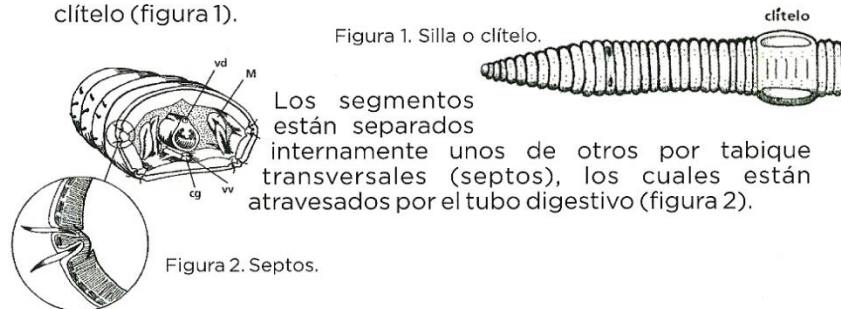 clítelo (figura 1).
Figura 1. Silla o clítelo.
clítelo
vd
M
cg
vv
Los segmentos
están separados
internamente unos de otros por tabique
transversales (septos), los cuales están
atravesados por el tubo digestivo (figura 2).
Figura 2. Septos.